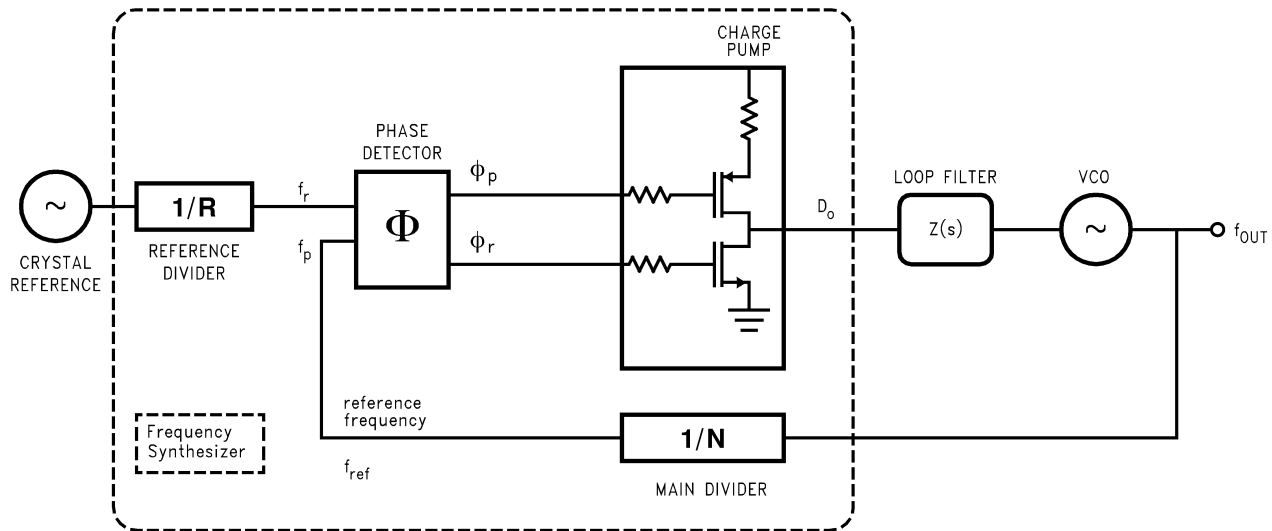 CHARGE
PUMP
PHASE
DETECTOR
ϕp
LOOP FILTER
VCO
fr
1/R
Do
~
Φ
Z(s)
~
fOUT
fp
ϕr
REFERENCE
DIVIDER
CRYSTAL
REFERENCE
reference
frequency
Frequency
Synthesizer
1/N
fref
MAIN DIVIDER